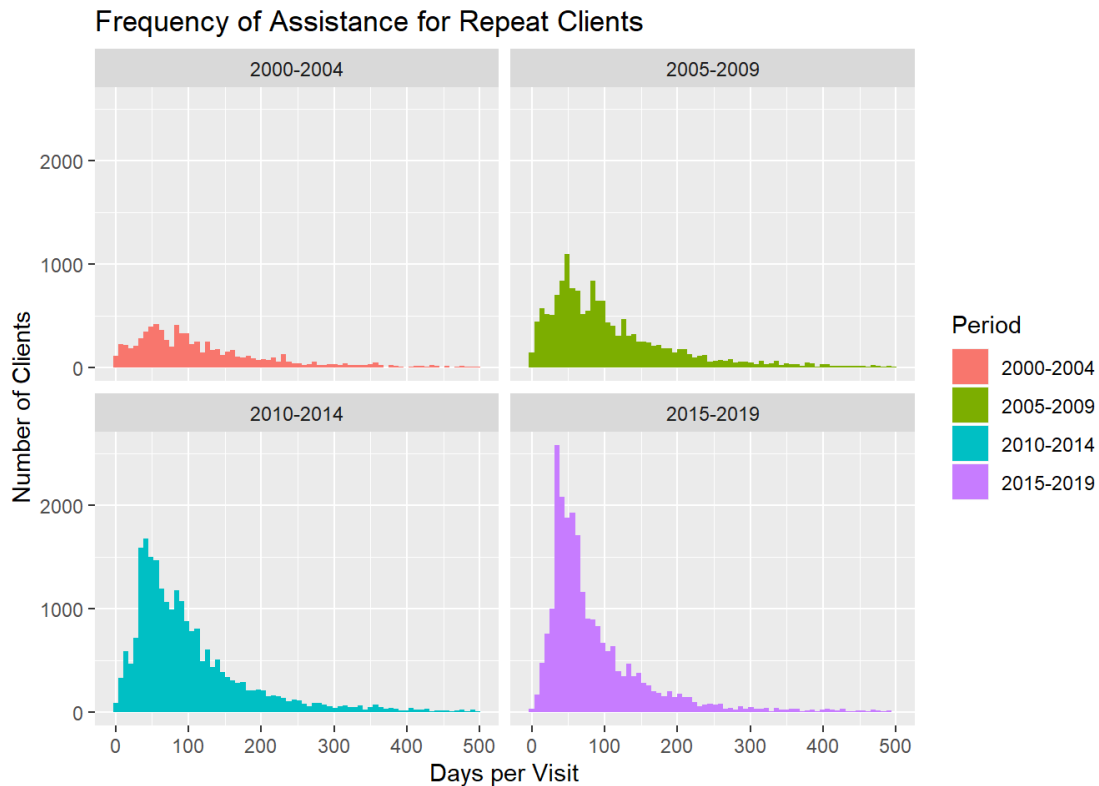 Frequency of Assistance for Repeat Clients
2000-2004
2005-2009
2000
1000
0
Number of Clients
2010-2014
2015-2019
2000
1000
0
0 100 200 300 400 500
0 100 200 300 400 500
Days per Visit
Period
2000-2004
2005-2009
2010-2014
2015-2019